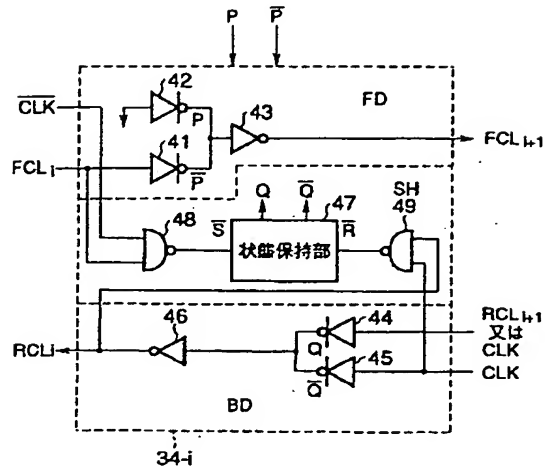 P P̅
42
FD
C̅L̅K̅
43
P
FCLi
41
FCLi+1
P̅
Q Q̅ 47
SH
48
S̅
状態保持部
R̅
49
46
44
RCLi+1
又は
CLK
RCLi
Q
45
Q̅
CLK
BD
34-i